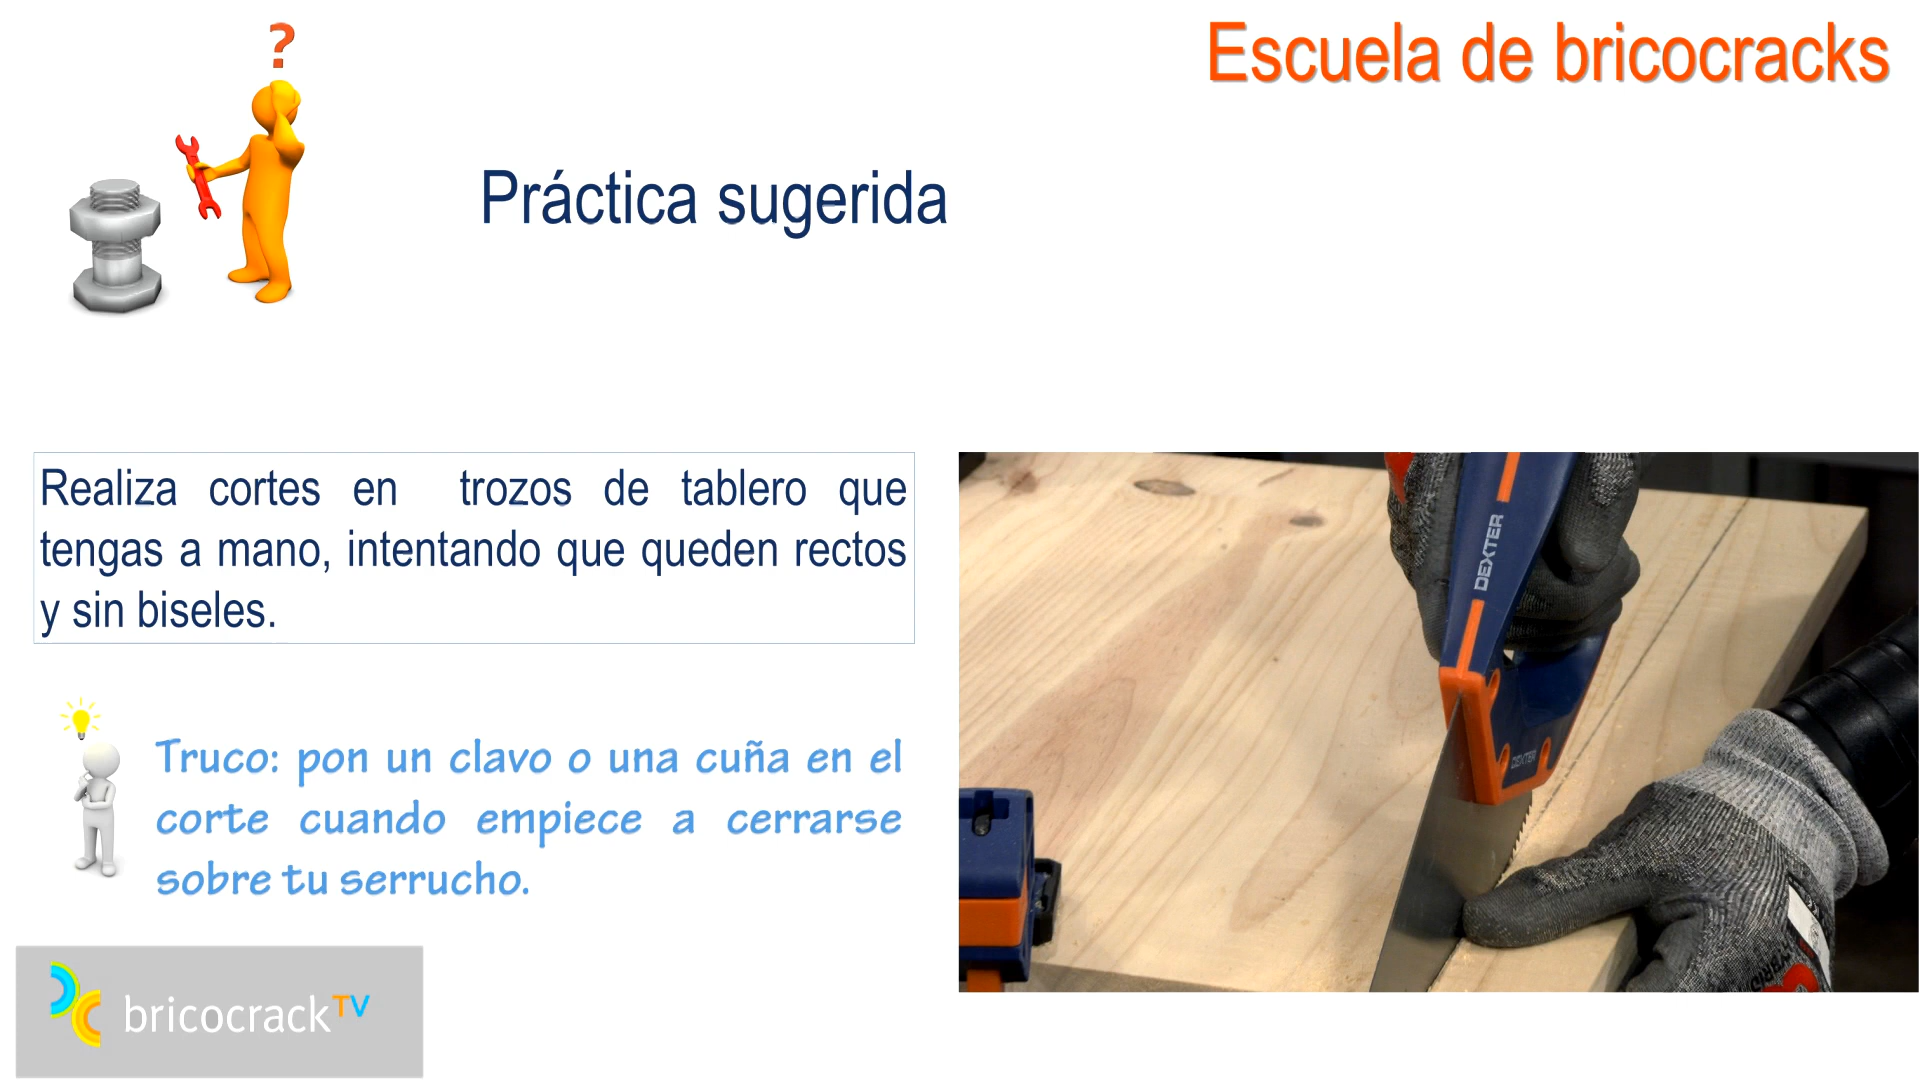 ?
Escuela de bricocracks
Práctica sugerida
Realiza cortes en trozos de tablero que
tengas a mano, intentando que queden rectos
y sin biseles.
Truco: pon un clavo o una cuña en el
corte cuando empiece a cerrarse
sobre tu serrucho.
DEXTER
DEXTER
bricocrackTV